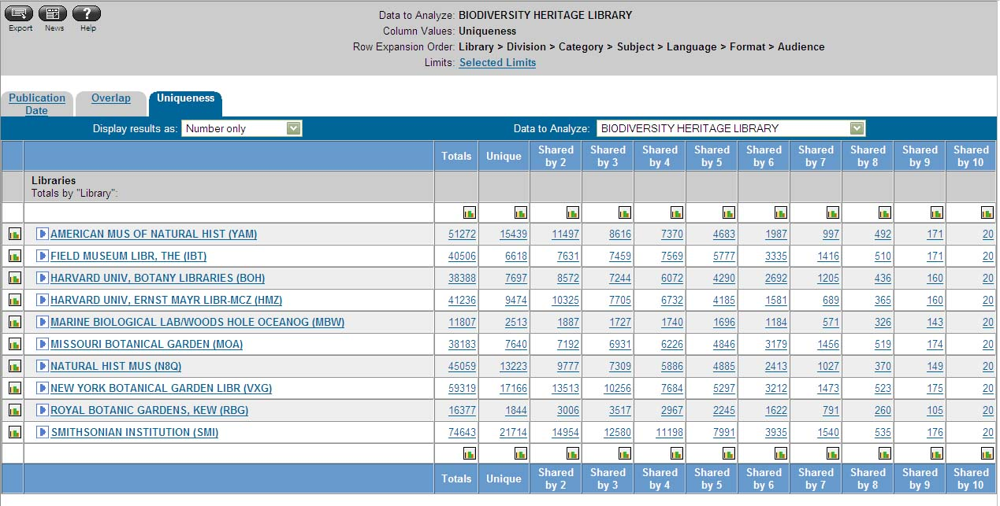 Data to Analyze: BIODIVERSITY HERITAGE LIBRARY
Column Values: Uniqueness
Row Expansion Order: Library > Division > Category > Subject > Language > Format > Audience
Limits: Selected Limits
Export News Help
Publication Date Overlap Uniqueness
Display results as: Number only Data to Analyze: BIODIVERSITY HERITAGE LIBRARY
Totals Unique Shared by 2 Shared by 3 Shared by 4 Shared by 5 Shared by 6 Shared by 7 Shared by 8 Shared by 9 Shared by 10
Libraries
Totals by "Library":
AMERICAN MUS OF NATURAL HIST (YAM) 51272 15439 11497 8616 7370 4683 1987 997 492 171 20
FIELD MUSEUM LIBR, THE (IBT) 40506 6618 7631 7459 7569 5777 3335 1416 510 171 20
HARVARD UNIV, BOTANY LIBRARIES (BOH) 38388 7697 8572 7244 6072 4290 2692 1205 436 160 20
HARVARD UNIV, ERNST MAYR LIBR-MCZ (HMZ) 41236 9474 10325 7705 6732 4185 1581 689 365 160 20
MARINE BIOLOGICAL LAB/WOODS HOLE OCEANOG (MBW) 11807 2513 1887 1727 1740 1696 1184 571 326 143 20
MISSOURI BOTANICAL GARDEN (MOA) 38183 7640 7192 6931 6226 4846 3179 1456 519 174 20
NATURAL HIST MUS (N8Q) 45059 13223 9777 7309 5886 4885 2413 1027 370 149 20
NEW YORK BOTANICAL GARDEN LIBR (VXG) 59319 17166 13513 10256 7684 5297 3212 1473 523 175 20
ROYAL BOTANIC GARDENS, KEW (RBG) 16377 1844 3006 3517 2967 2245 1622 791 260 105 20
SMITHSONIAN INSTITUTION (SMI) 74643 21714 14954 12580 11198 7991 3935 1540 535 176 20
Totals Unique Shared by 2 Shared by 3 Shared by 4 Shared by 5 Shared by 6 Shared by 7 Shared by 8 Shared by 9 Shared by 10